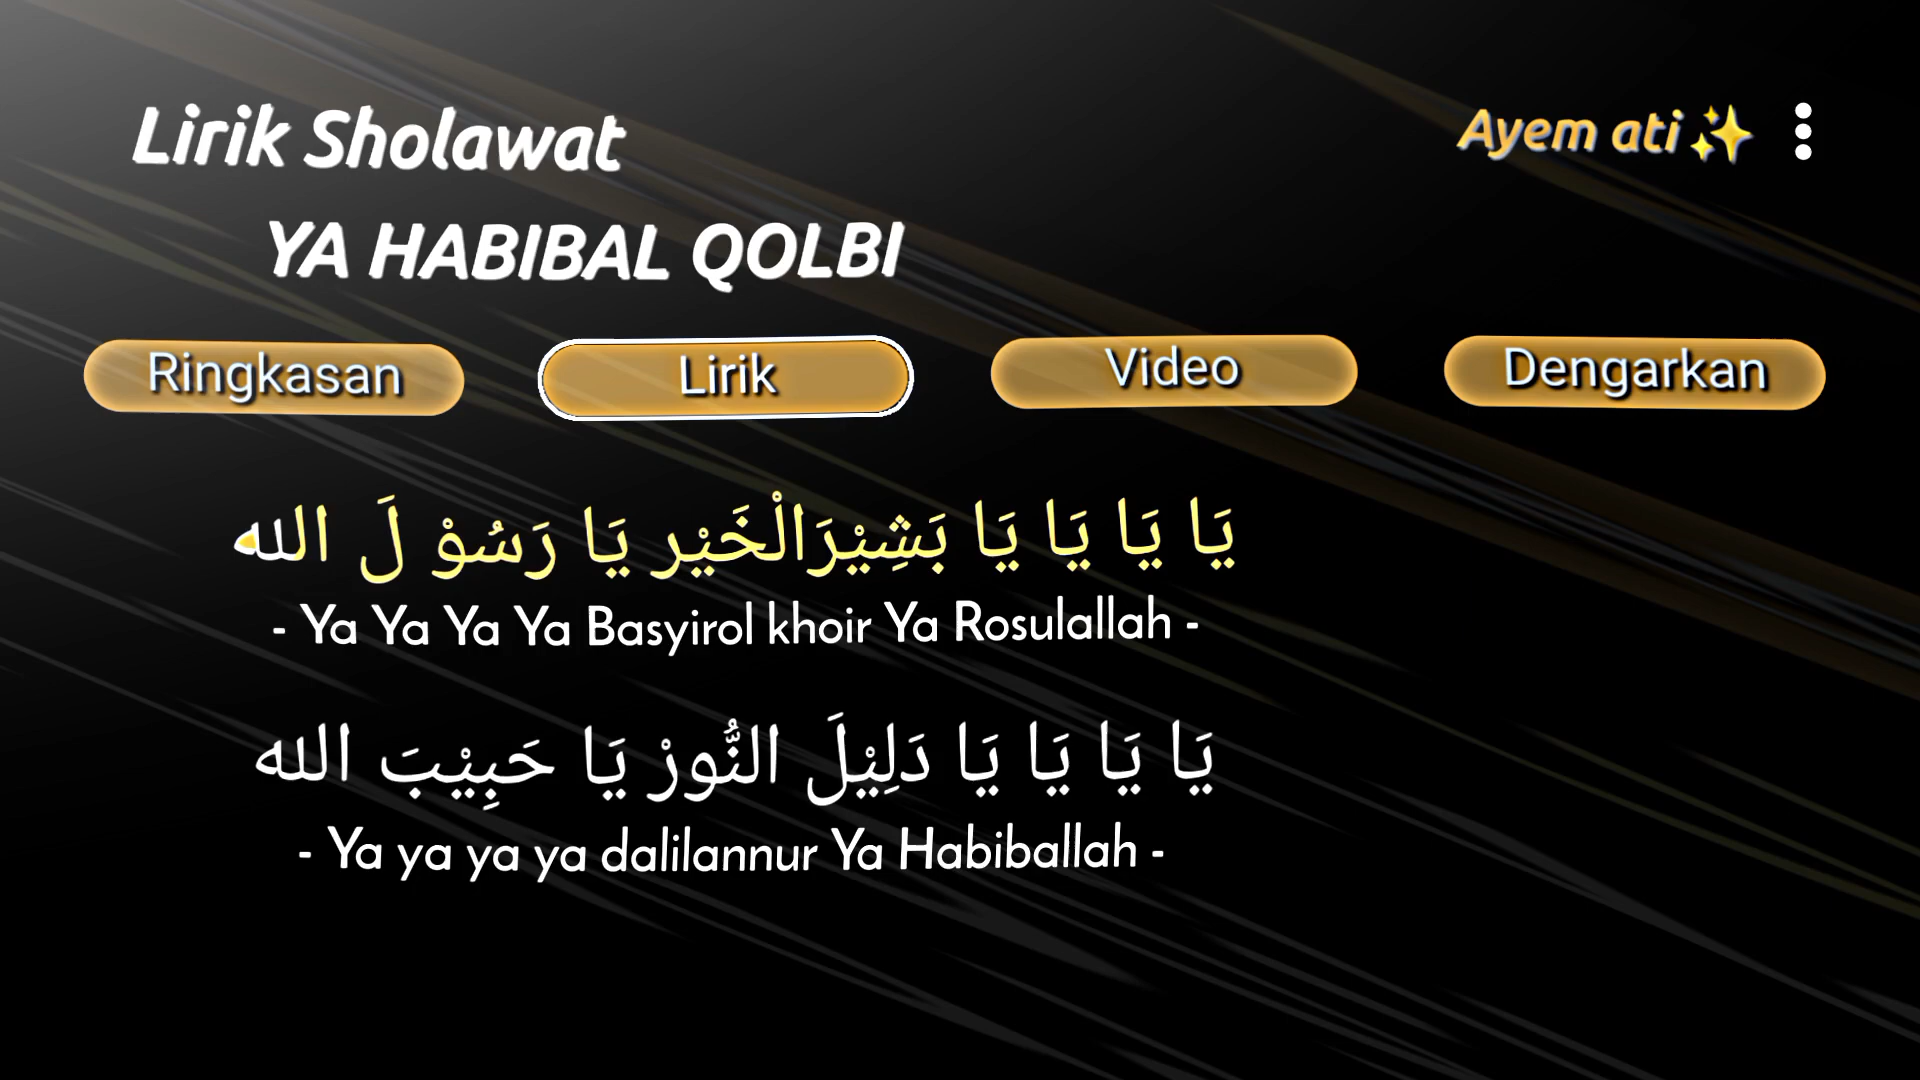 Lirik Sholawat
Ayem ati✨
YA HABIBAL QOLBI
Ringkasan
Lirik
Video
Dengarkan
يَا يَا يَا يَا بَشِيْرَالْخَيْر يَا رَسُوْ لَ الله
- Ya Ya Ya Ya Basyirol khoir Ya Rosulallah -
يَا يَا يَا يَا دَلِيْلَ النُّورْ يَا حَبِيْبَ الله
- Ya ya ya ya dalilannur Ya Habiballah -